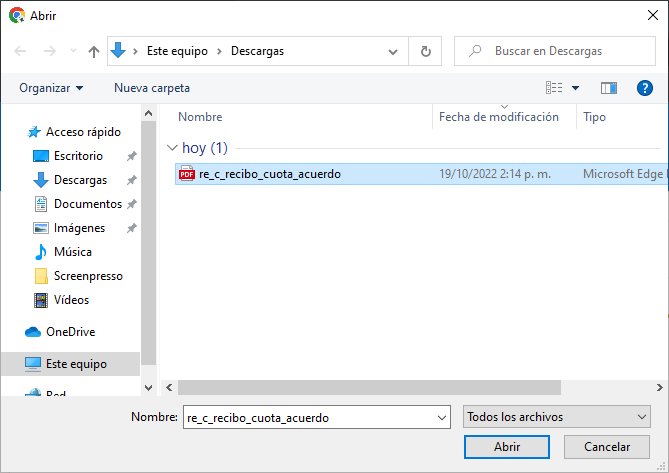 Abrir
Este equipo
Descargas
Buscar en Descargas
Organizar
Nueva carpeta
Nombre
Fecha de modificación
Tipo
Acceso rápido
Escritorio
Descargas
Documentos
Imágenes
Música
Screenpresso
Vídeos
OneDrive
Este equipo
Red
hoy (1)
PDF re_c_recibo_cuota_acuerdo 19/10/2022 2:14 p. m. Microsoft Edge
Nombre: re_c_recibo_cuota_acuerdo
Todos los archivos
Abrir
Cancelar